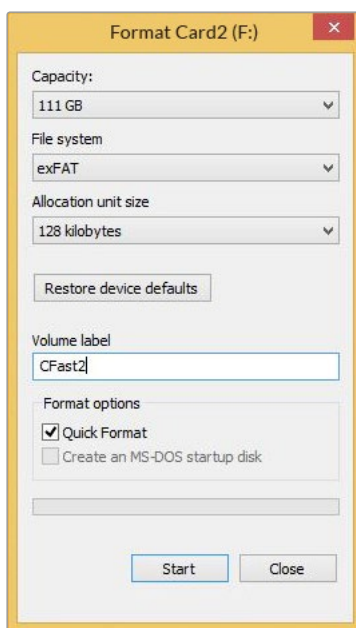 Format Card2 (F:)
Capacity:
111 GB
File system
exFAT
Allocation unit size
128 kilobytes
Restore device defaults
Volume label
CFast2
Format options
Quick Format
Create an MS-DOS startup disk
Start Close